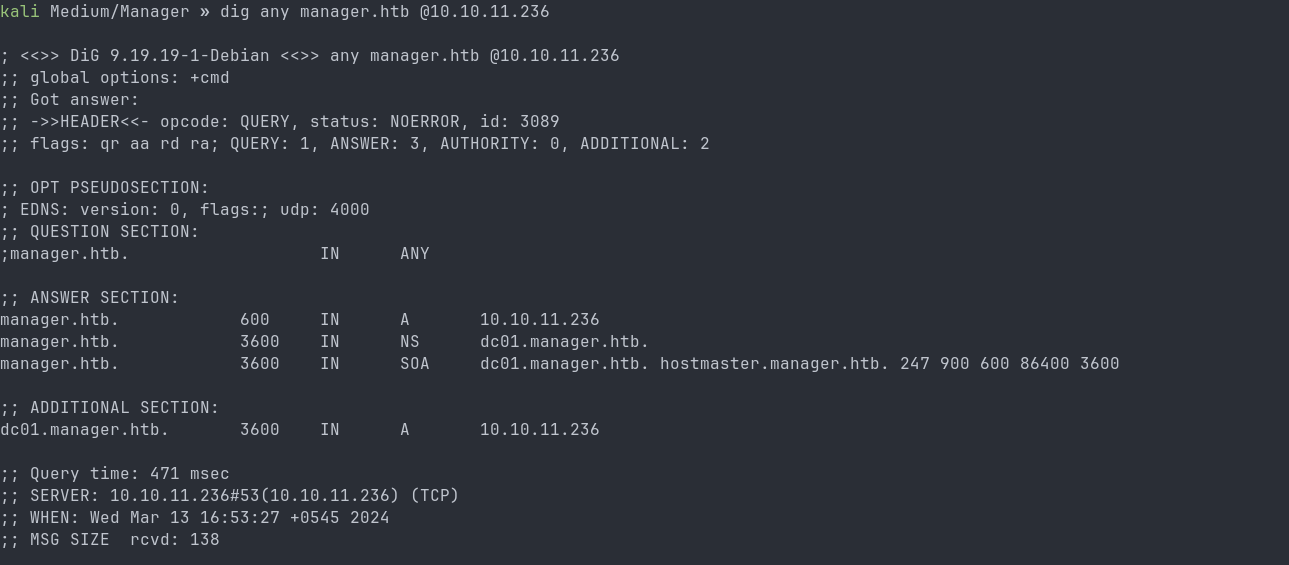 kali Medium/Manager » dig any manager.htb @10.10.11.236
; <<>> DiG 9.19.19-1-Debian <<>> any manager.htb @10.10.11.236
;; global options: +cmd
;; Got answer:
;; ->>HEADER<<- opcode: QUERY, status: NOERROR, id: 3089
;; flags: qr aa rd ra; QUERY: 1, ANSWER: 3, AUTHORITY: 0, ADDITIONAL: 2
;; OPT PSEUDOSECTION:
; EDNS: version: 0, flags:; udp: 4000
;; QUESTION SECTION:
;manager.htb. IN ANY
;; ANSWER SECTION:
manager.htb. 600 IN A 10.10.11.236
manager.htb. 3600 IN NS dc01.manager.htb.
manager.htb. 3600 IN SOA dc01.manager.htb. hostmaster.manager.htb. 247 900 600 86400 3600
;; ADDITIONAL SECTION:
dc01.manager.htb. 3600 IN A 10.10.11.236
;; Query time: 471 msec
;; SERVER: 10.10.11.236#53(10.10.11.236) (TCP)
;; WHEN: Wed Mar 13 16:53:27 +0545 2024
;; MSG SIZE  rcvd: 138